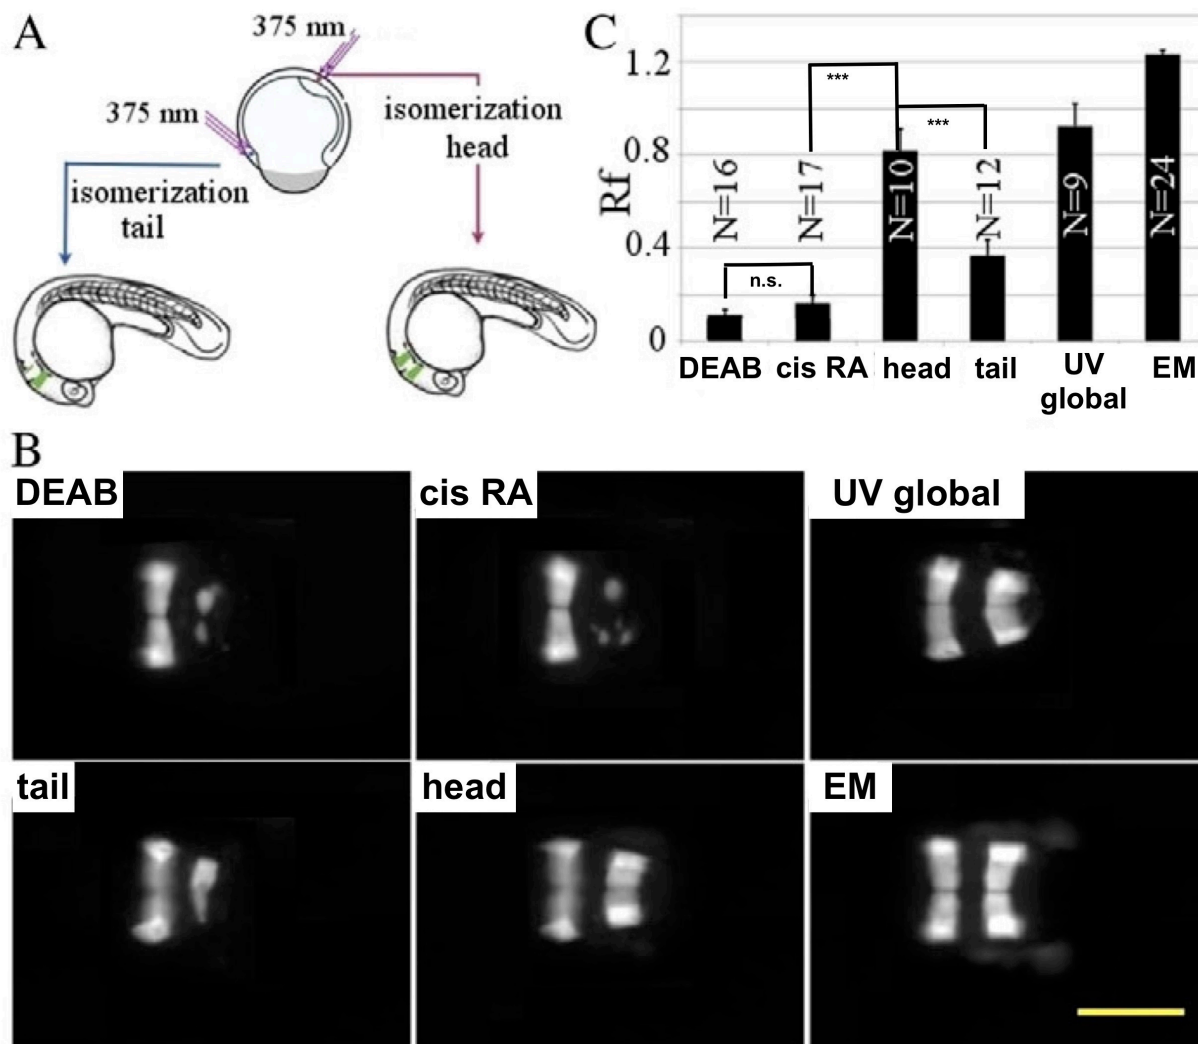 A
375 nm
375 nm
isomerization
head
isomerization
tail
C
Rf
1.2
0.8
0.4
0
***
***
n.s.
N=16
N=17
N=10
N=12
N=9
N=24
DEAB
cis RA
head
tail
UV
global
EM
B
DEAB
cis RA
UV global
tail
head
EM